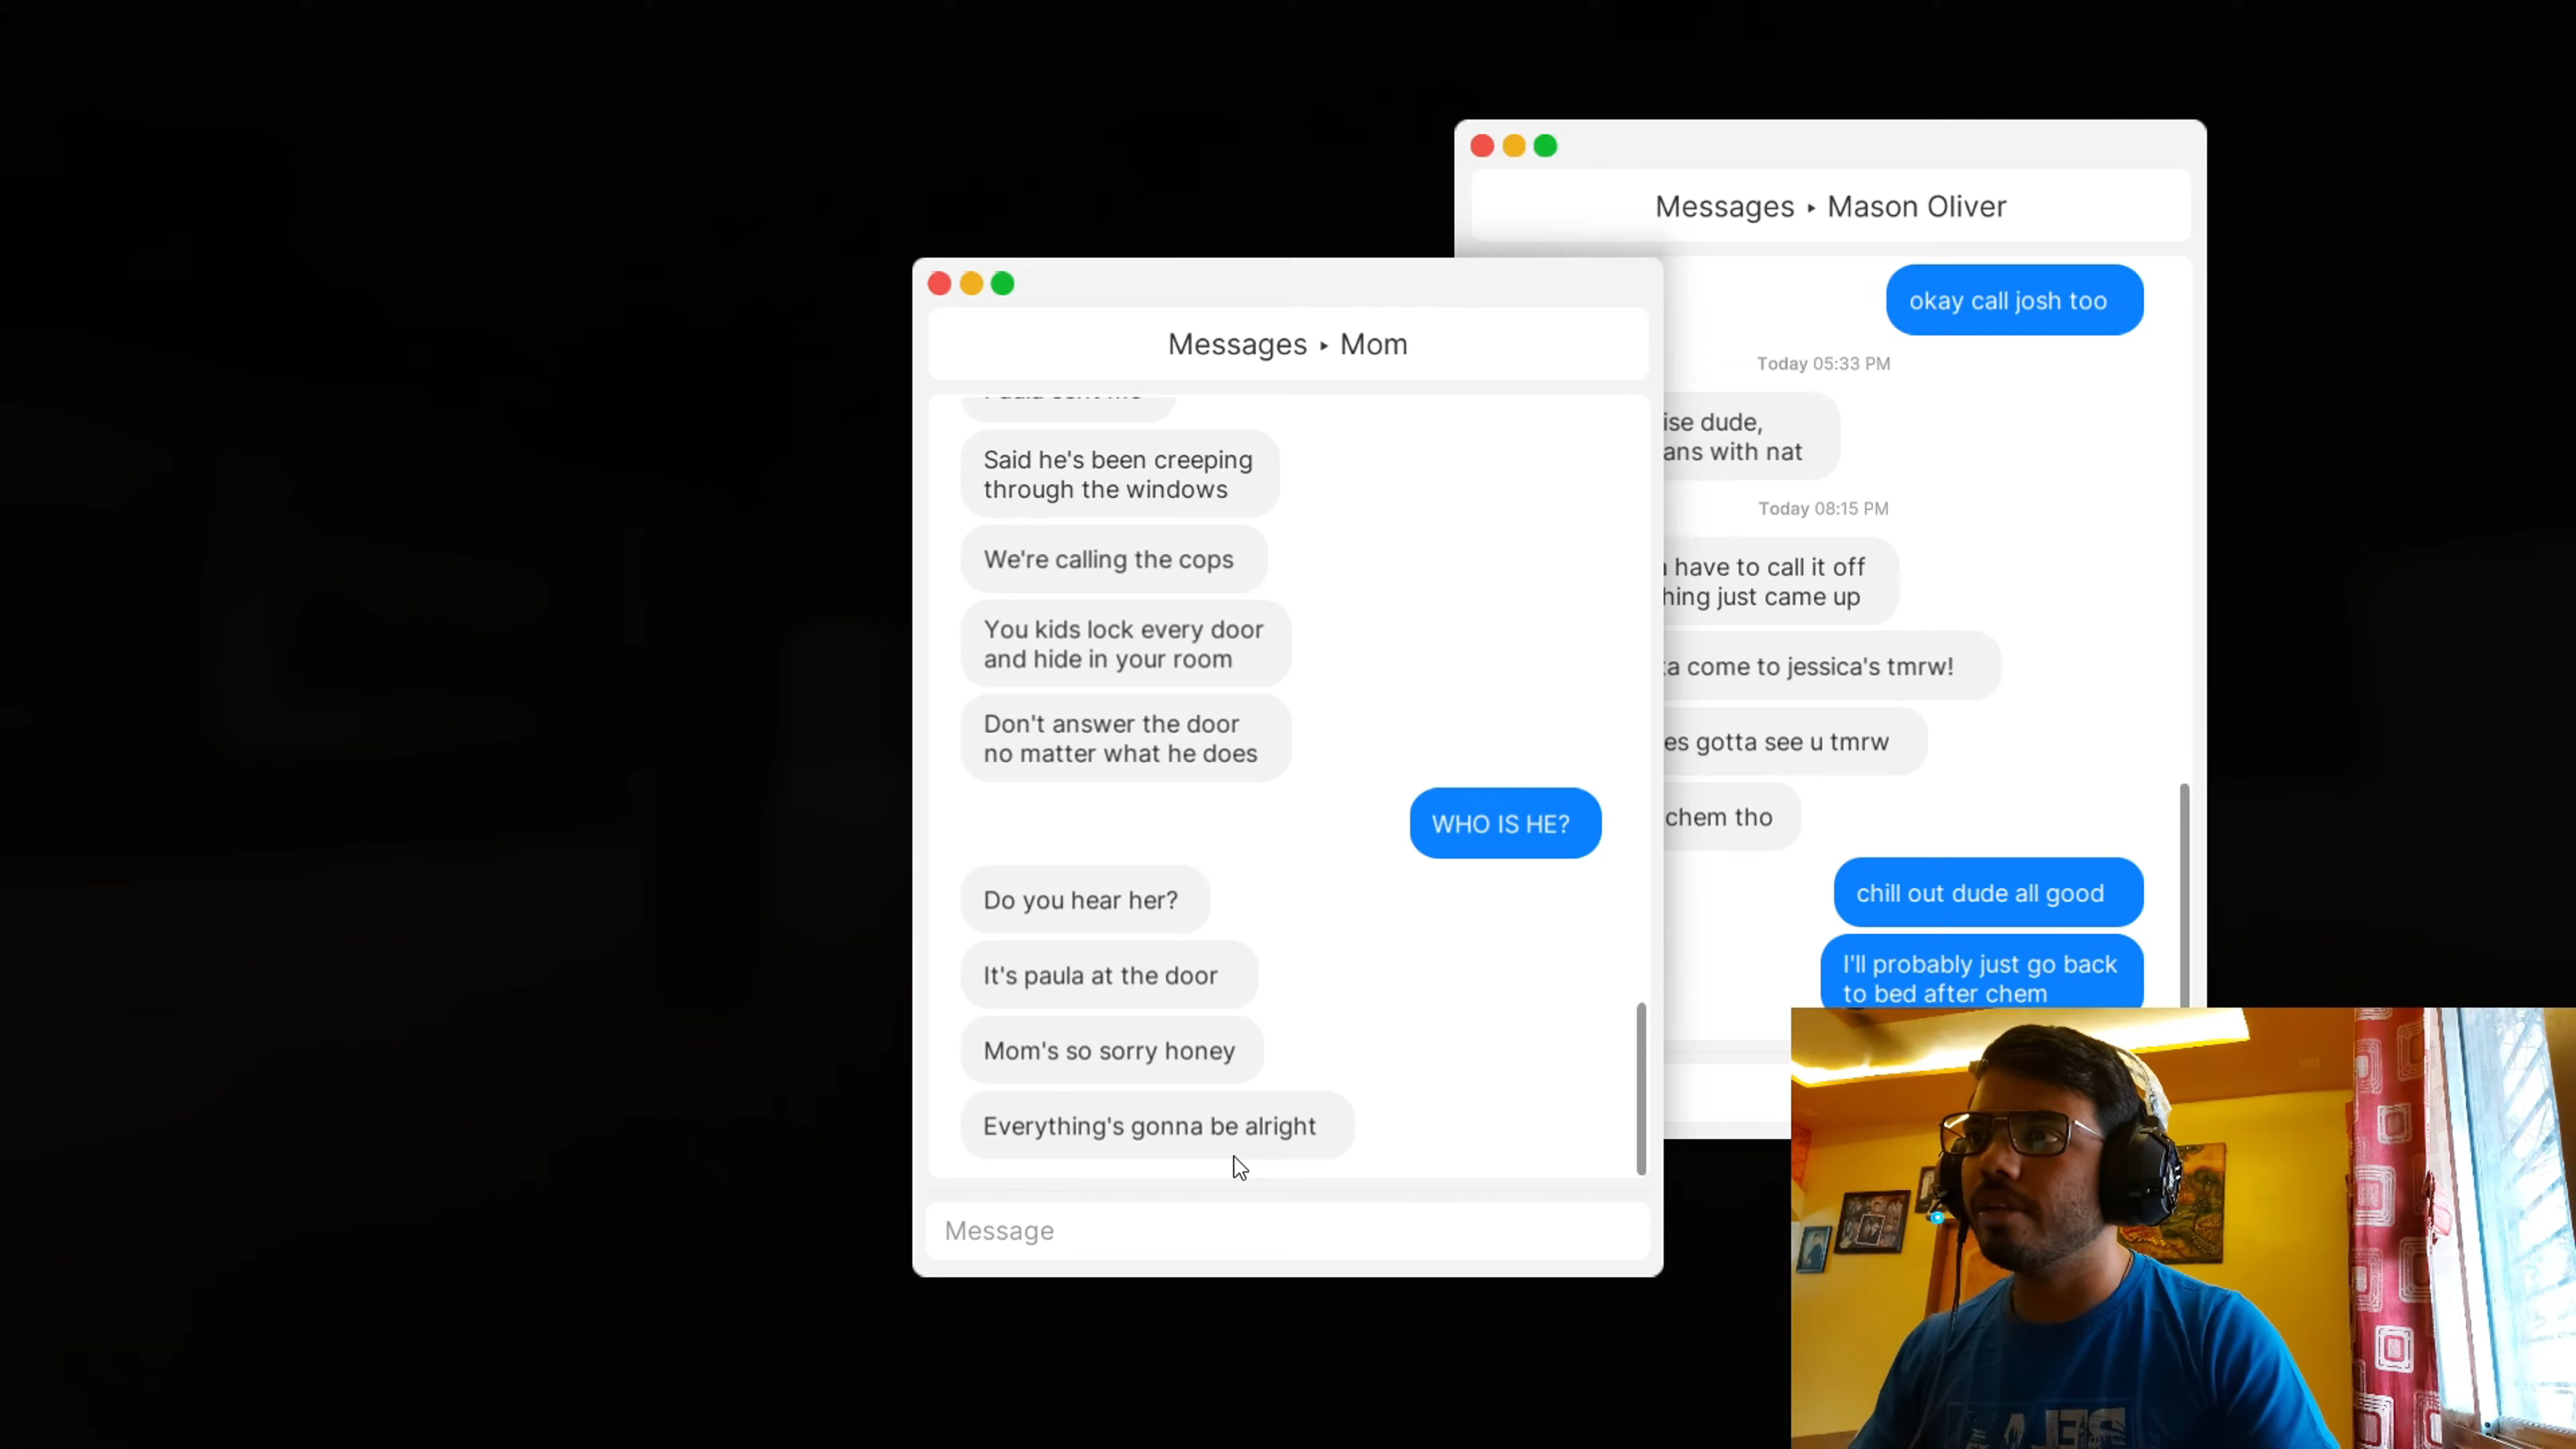 Messages ▸ Mason Oliver
okay call josh too
Today 05:33 PM
ise dude,
ans with nat
Today 08:15 PM
have to call it off
hing just came up
ta come to jessica's tmrw!
es gotta see u tmrw
chem tho
chill out dude all good
I'll probably just go back
to bed after chem
Messages ▸ Mom
Said he's been creeping
through the windows
We're calling the cops
You kids lock every door
and hide in your room
Don't answer the door
no matter what he does
WHO IS HE?
Do you hear her?
It's paula at the door
Mom's so sorry honey
Everything's gonna be alright
Message